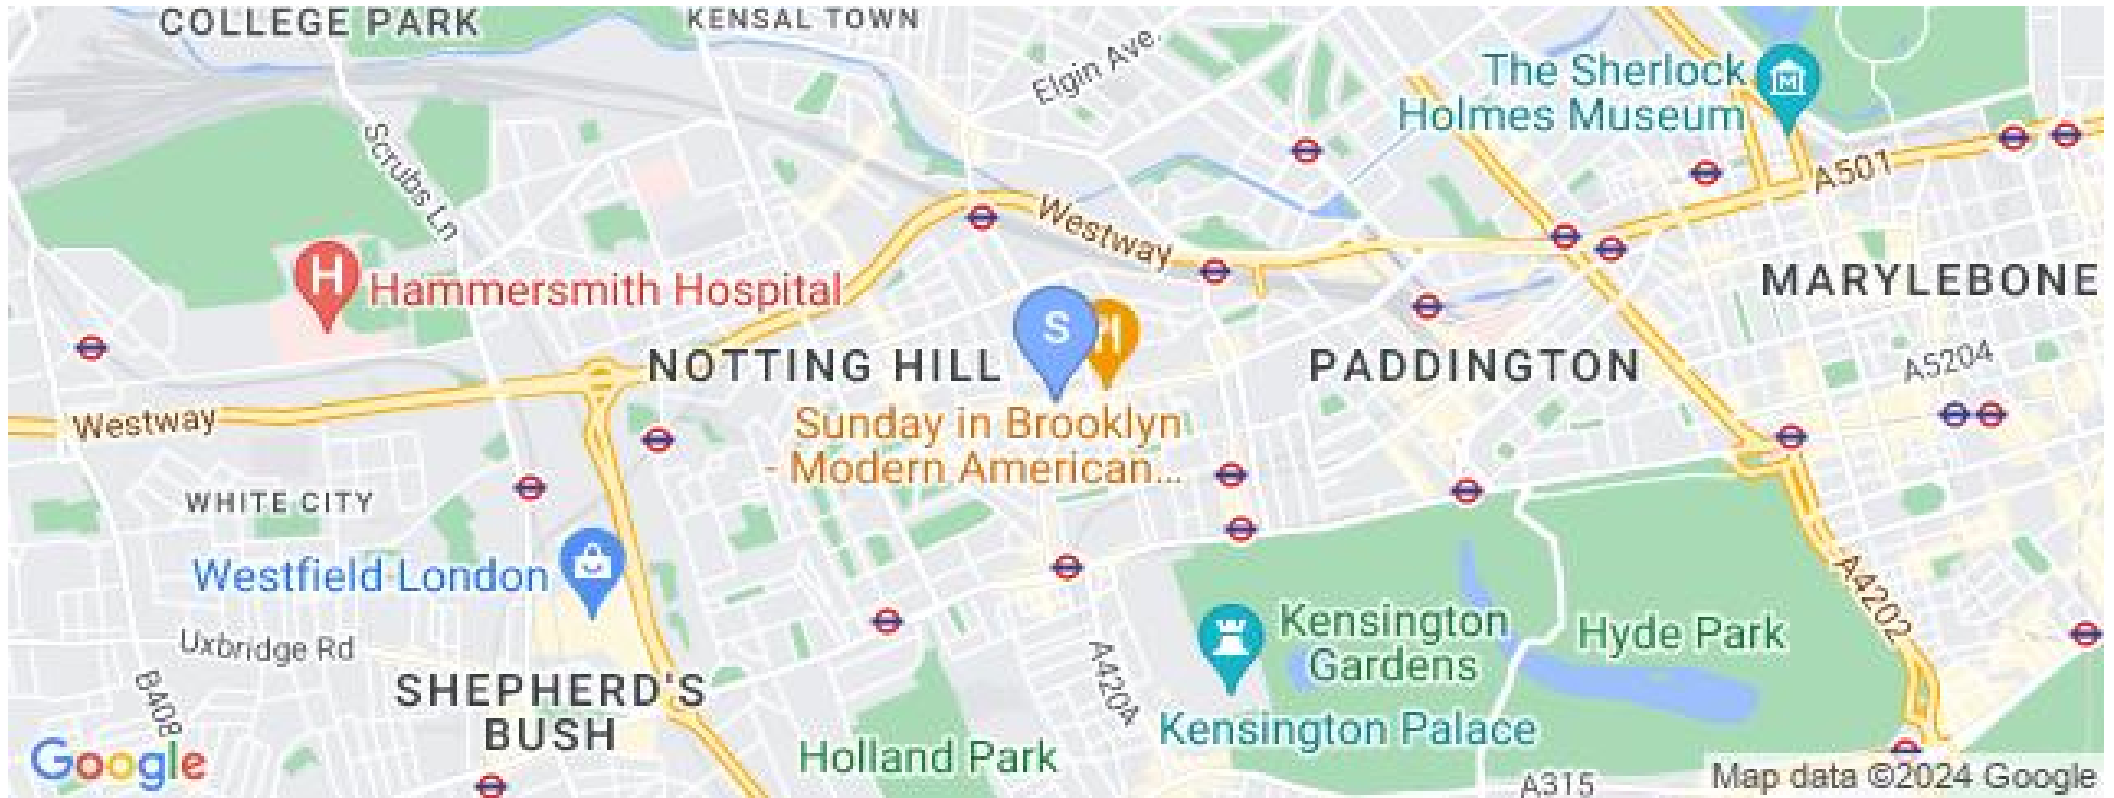 COLLEGE PARK
KENSAL TOWN
Elgin Ave.
The Sherlock
Holmes Museum
M
Scrubs Ln
A501
Westway
H
Hammersmith Hospital
MARYLEBONE
S
NOTTING HILL
PADDINGTON
A5204
Westway
Sunday in Brooklyn
- Modern American...
WHITE CITY
Westfield London
A4202
Kensington
Gardens
Hyde Park
Uxbridge Rd
B408
SHEPHERD'S
BUSH
A4204
Kensington Palace
Holland Park
Google
A315
Map data ©2024 Google